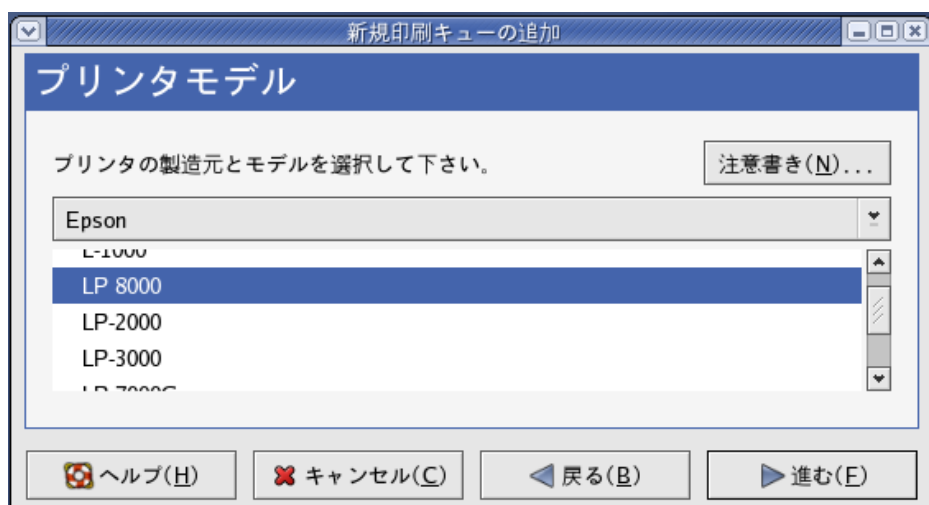 新規印刷キューの追加
プリンタモデル
プリンタの製造元とモデルを選択して下さい。
注意書き(N)...
Epson
L-1000
LP 8000
LP-2000
LP-3000
ヘルプ(H)
キャンセル(C)
戻る(B)
進む(F)